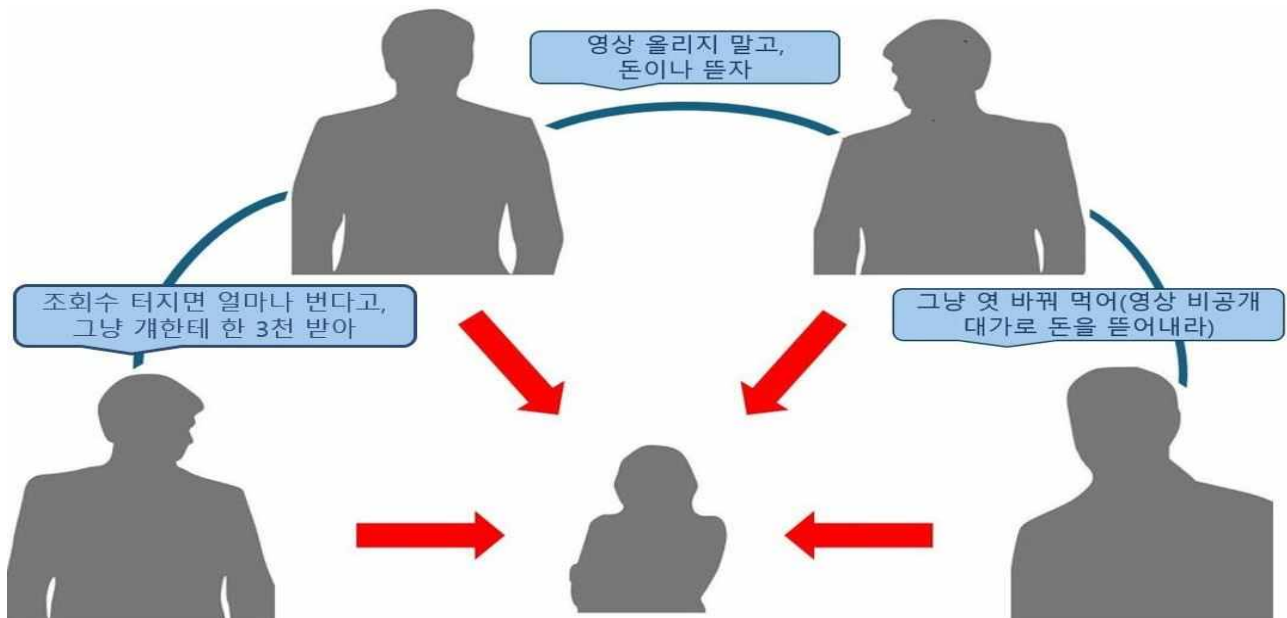 영상 올리지 말고,
돈이나 뜯자
조회수 터지면 얼마나 번다고,
그냥 걔한테 한 3천 받아
그냥 엿 바꿔 먹어(영상 비공개
대가로 돈을 뜯어내라)